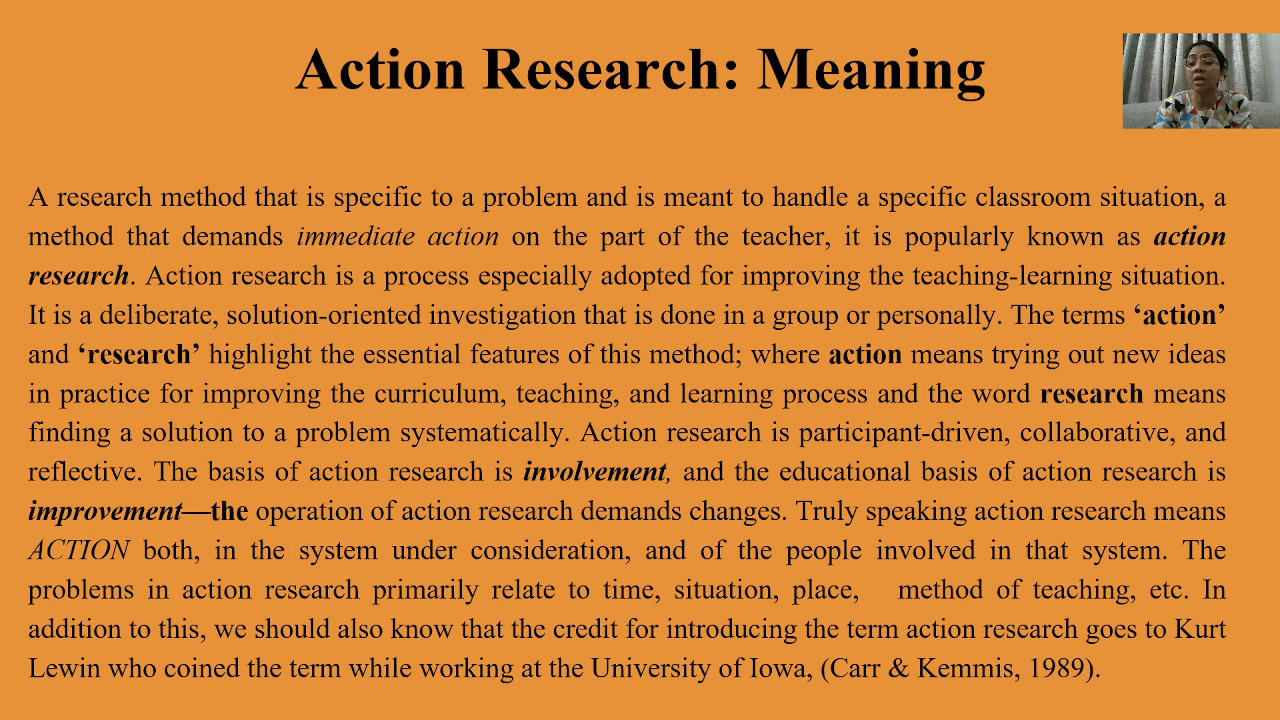 Action Research: Meaning
A research method that is specific to a problem and is meant to handle a specific classroom situation, a
method that demands immediate action on the part of the teacher, it is popularly known as action
research. Action research is a process especially adopted for improving the teaching-learning situation.
It is a deliberate, solution-oriented investigation that is done in a group or personally. The terms ‘action’
and ‘research’ highlight the essential features of this method; where action means trying out new ideas
in practice for improving the curriculum, teaching, and learning process and the word research means
finding a solution to a problem systematically. Action research is participant-driven, collaborative, and
reflective. The basis of action research is involvement, and the educational basis of action research is
improvement—the operation of action research demands changes. Truly speaking action research means
ACTION both, in the system under consideration, and of the people involved in that system. The
problems in action research primarily relate to time, situation, place, method of teaching, etc. In
addition to this, we should also know that the credit for introducing the term action research goes to Kurt
Lewin who coined the term while working at the University of Iowa, (Carr & Kemmis, 1989).